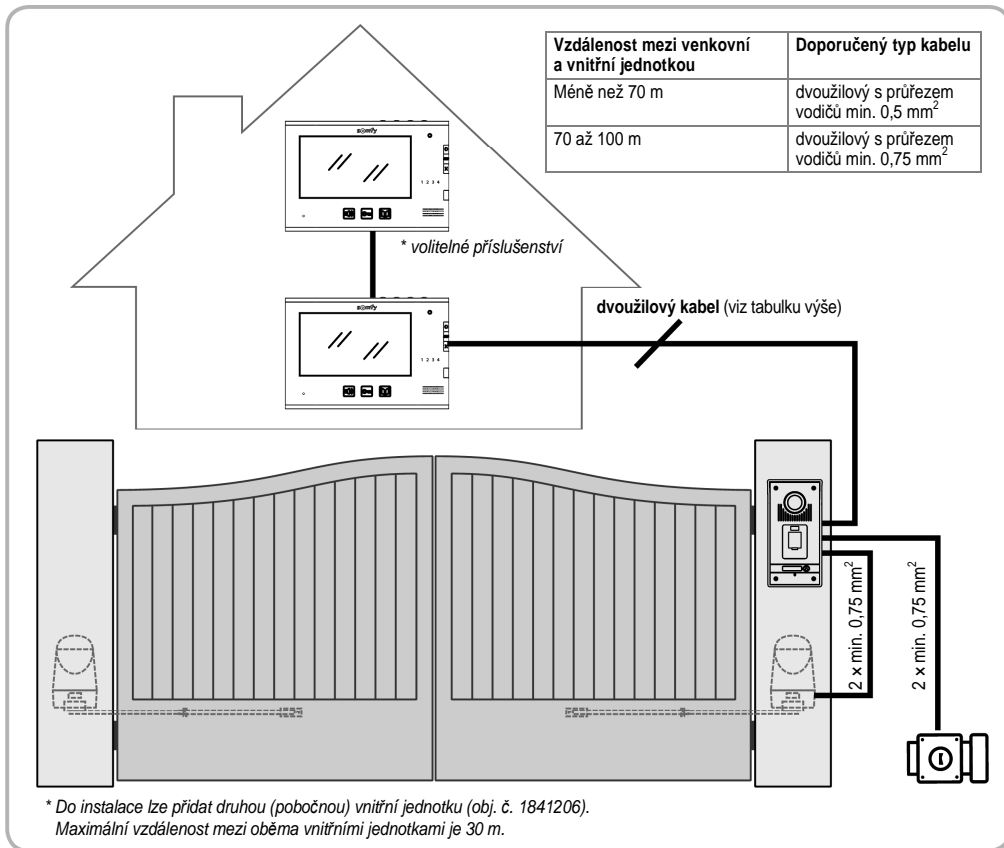 Vzdálenost mezi venkovní a vnitřní jednotkou
Doporučený typ kabelu
Méně než 70 m
dvoužilový s průřezem vodičů min. 0,5 mm²
70 až 100 m
dvoužilový s průřezem vodičů min. 0,75 mm²
somfy
1 2 3 4
* volitelné příslušenství
somfy
1 2 3 4
dvoužilový kabel (viz tabulku výše)
2 x min. 0,75 mm²
2 x min. 0,75 mm²
* Do instalace lze přidat druhou (pobočnou) vnitřní jednotku (obj. č. 1841206).
Maximální vzdálenost mezi oběma vnitřními jednotkami je 30 m.